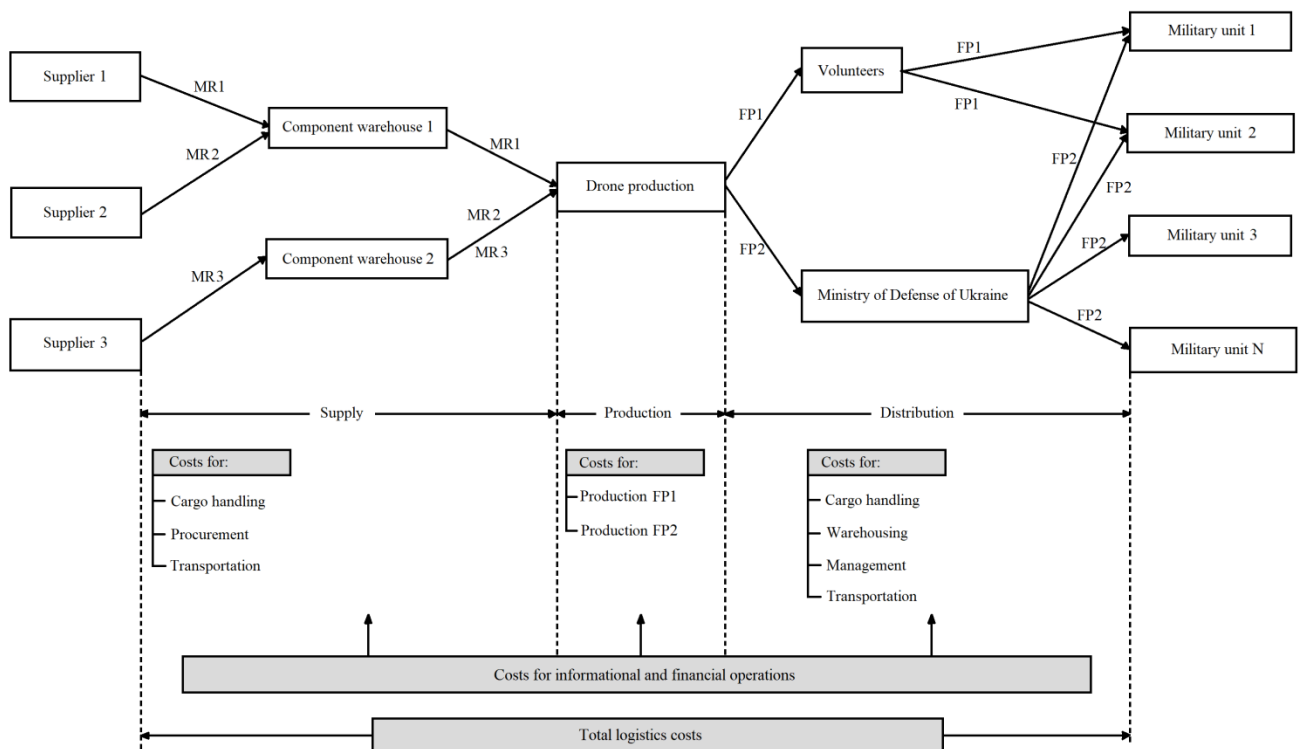 Supplier 1
Supplier 2
Supplier 3
MR1
MR2
MR3
Component warehouse 1
Component warehouse 2
MR1
MR2
MR3
Drone production
FP1
FP2
Volunteers
Ministry of Defense of Ukraine
FP1
FP1
FP2
FP2
FP2
FP2
Military unit 1
Military unit 2
Military unit 3
Military unit N
Supply
Production
Distribution
Costs for:
Cargo handling
Procurement
Transportation
Costs for:
Production FP1
Production FP2
Costs for:
Cargo handling
Warehousing
Management
Transportation
Costs for informational and financial operations
Total logistics costs